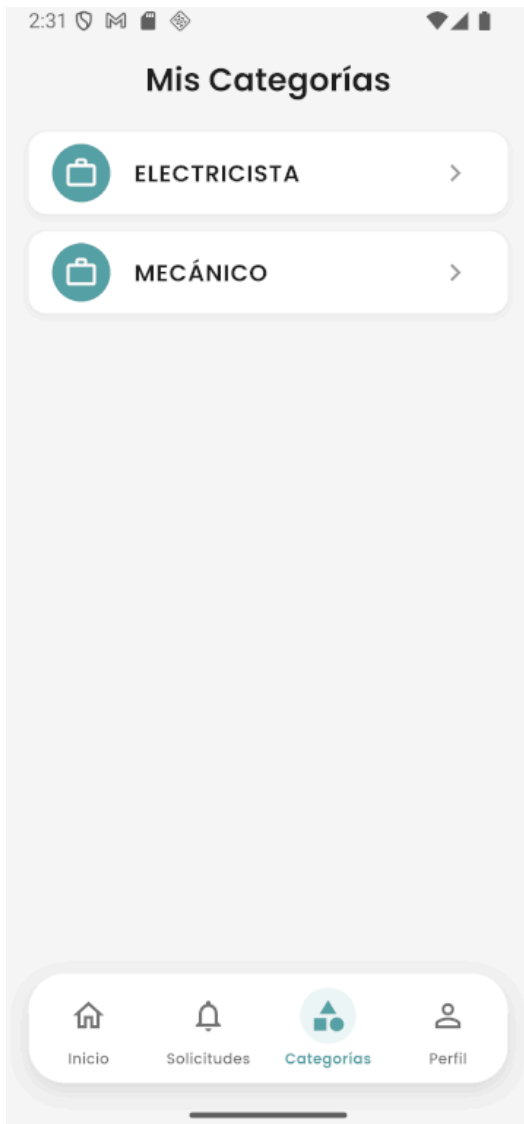 2:31
Mis Categorías
ELECTRICISTA
MECÁNICO
Inicio Solicitudes Categorías Perfil